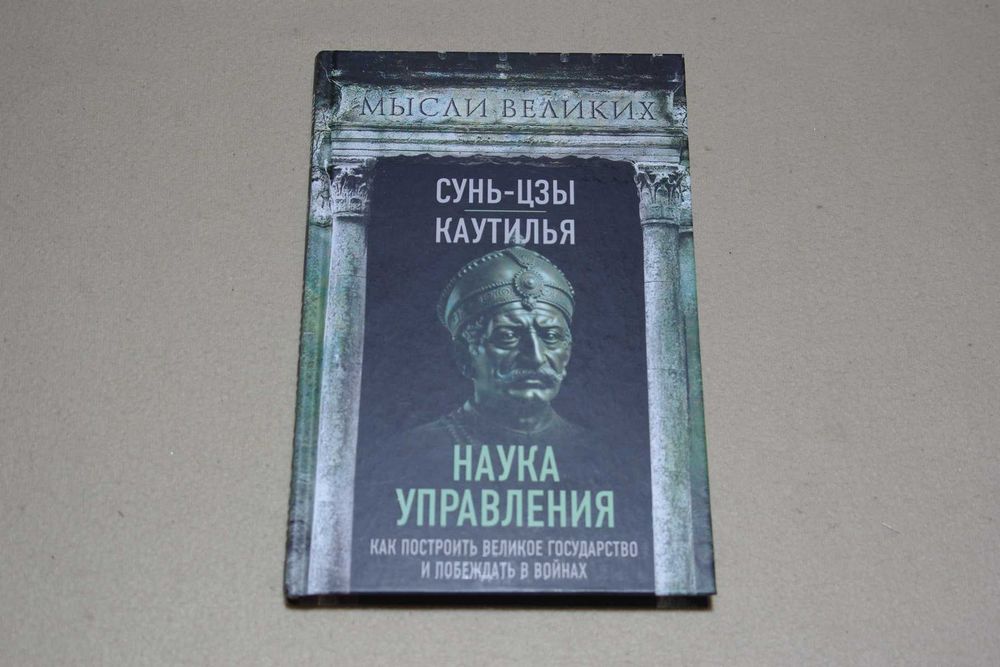 МЫСЛИ ВЕЛИКИХ
СУНЬ-ЦЗЫ
КАУТИЛЬЯ
НАУКА
УПРАВЛЕНИЯ
КАК ПОСТРОИТЬ ВЕЛИКОЕ ГОСУДАРСТВО
И ПОБЕЖДАТЬ В ВОЙНАХ